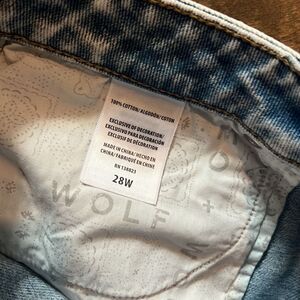 100% COTTON/ALGODÓN/COTON
EXCLUSIVE OF DECORATION/
EXCLUSIVO PARA DECORACIÓN/
EXCLUSIF DE DÉCORATION
MADE IN CHINA/HECHO EN
CHINA/FABRIQUÉ EN CHINE
RN 138023
28W
WOLF